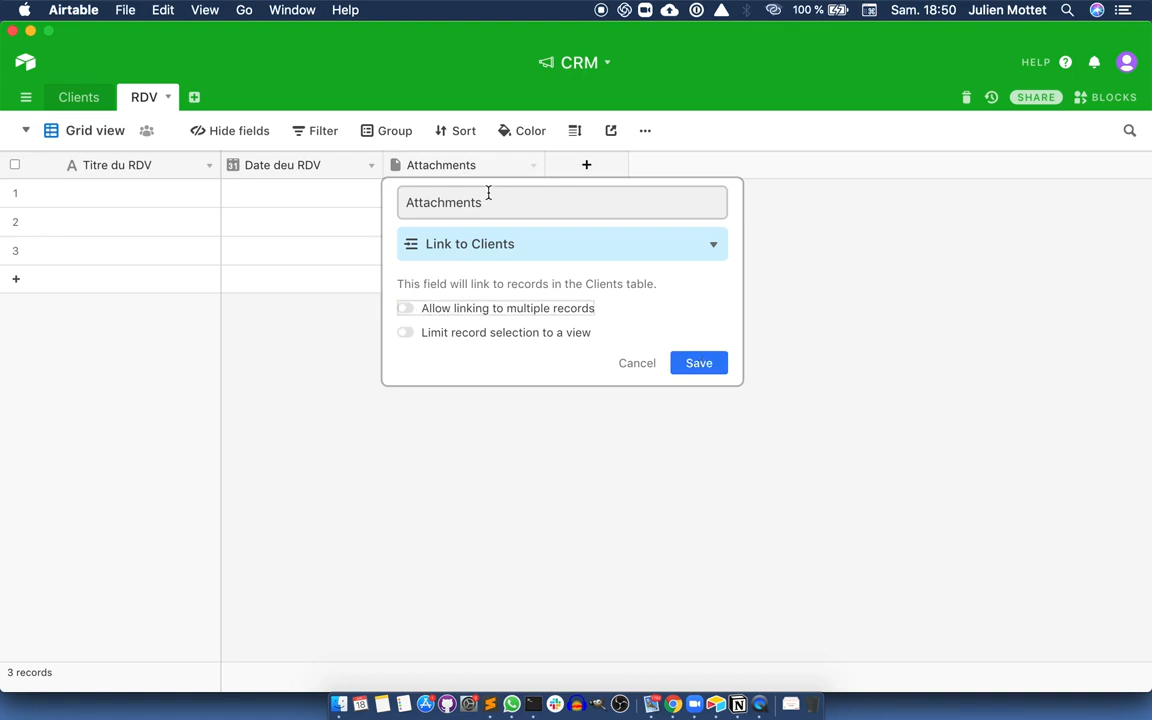 Airtable File Edit View Go Window Help 100 % Sam. 18:50 Julien Mottet
CRM
HELP
Clients RDV SHARE BLOCKS
Grid view Hide fields Filter Group Sort Color
Titre du RDV Date deu RDV Attachments
1
2
3
Attachments
Link to Clients
This field will link to records in the Clients table.
Allow linking to multiple records
Limit record selection to a view
Cancel Save
3 records